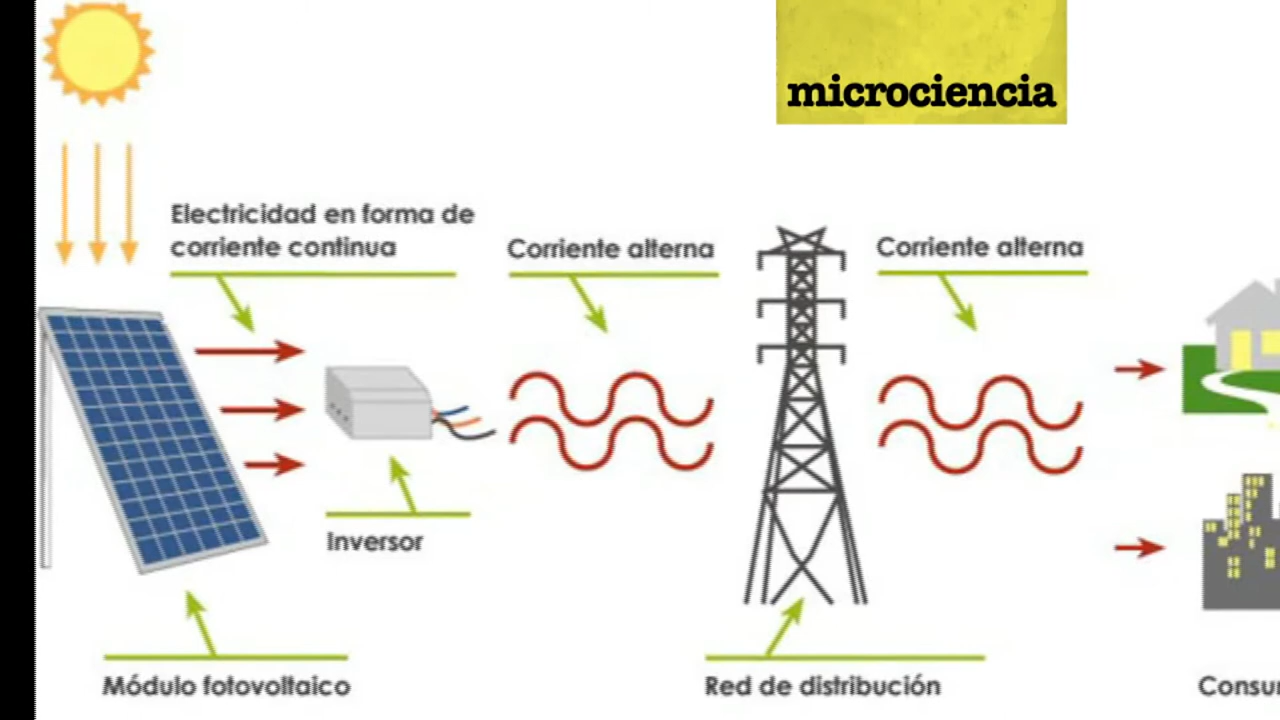 microciencia
Electricidad en forma de
corriente continua
Corriente alterna
Corriente alterna
Inversor
Módulo fotovoltaico
Red de distribución